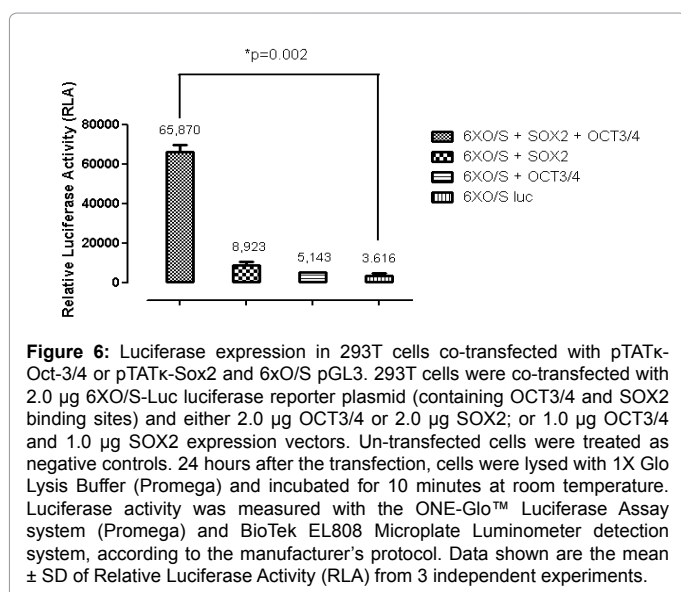 *p=0.002
Relative Luciferase Activity (RLA)
80000
60000
40000
20000
0
65,870
8,923
5,143
3.616
6XO/S + SOX2 + OCT3/4
6XO/S + SOX2
6XO/S + OCT3/4
6XO/S luc
Figure 6: Luciferase expression in 293T cells co-transfected with pTATκ-
Oct-3/4 or pTATκ-Sox2 and 6xO/S pGL3. 293T cells were co-transfected with
2.0 μg 6XO/S-Luc luciferase reporter plasmid (containing OCT3/4 and SOX2
binding sites) and either 2.0 μg OCT3/4 or 2.0 μg SOX2; or 1.0 μg OCT3/4
and 1.0 μg SOX2 expression vectors. Un-transfected cells were treated as
negative controls. 24 hours after the transfection, cells were lysed with 1X Glo
Lysis Buffer (Promega) and incubated for 10 minutes at room temperature.
Luciferase activity was measured with the ONE-Glo™ Luciferase Assay
system (Promega) and BioTek EL808 Microplate Luminometer detection
system, according to the manufacturer's protocol. Data shown are the mean
± SD of Relative Luciferase Activity (RLA) from 3 independent experiments.